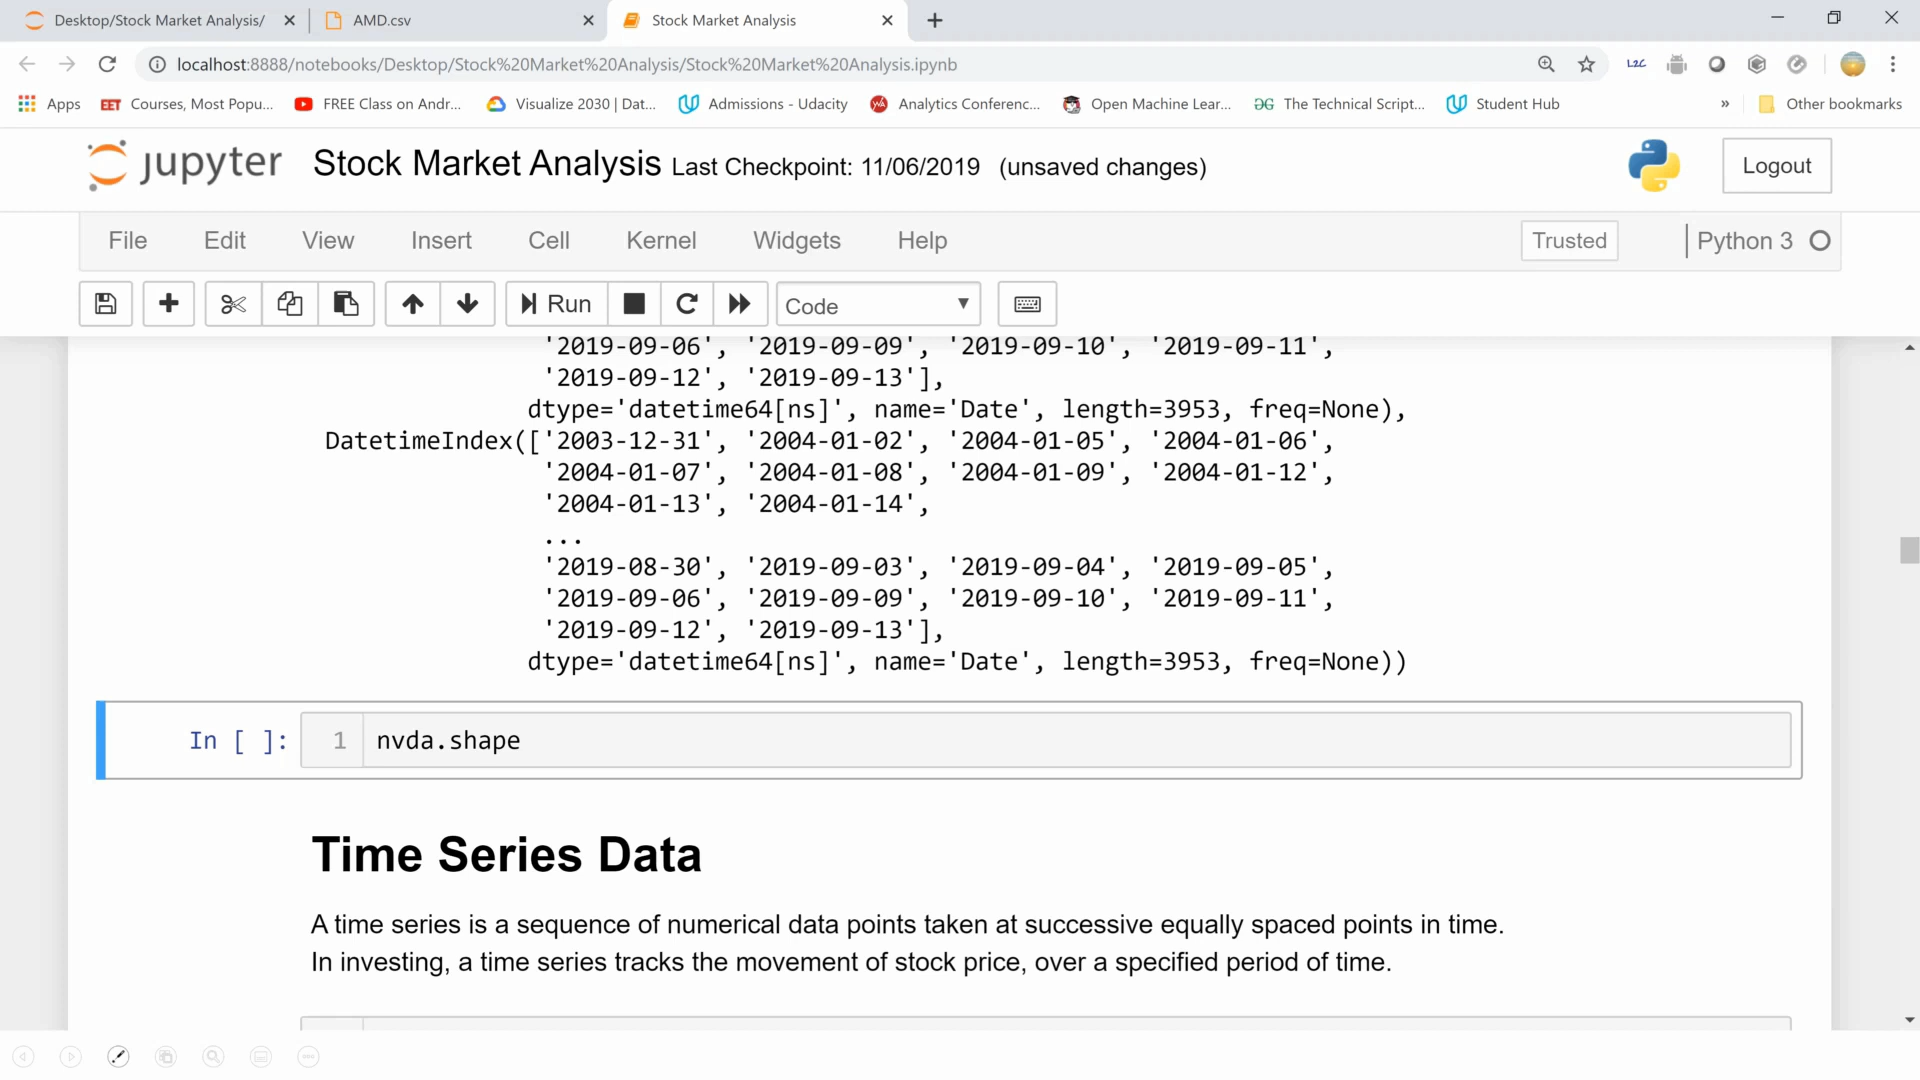 Desktop/Stock Market Analysis/
AMD.csv
Stock Market Analysis
localhost:8888/notebooks/Desktop/Stock%20Market%20Analysis/Stock%20Market%20Analysis.ipynb
L2C
Apps
EET Courses, Most Popu...
FREE Class on Andr...
Visualize 2030 | Dat...
Admissions - Udacity
Analytics Conferenc...
Open Machine Lear...
The Technical Script...
Student Hub
»
Other bookmarks
jupyter Stock Market Analysis Last Checkpoint: 11/06/2019 (unsaved changes)
Logout
File Edit View Insert Cell Kernel Widgets Help
Trusted
Python 3
Run
Code
'2019-09-06', '2019-09-09', '2019-09-10', '2019-09-11',
'2019-09-12', '2019-09-13'],
dtype='datetime64[ns]', name='Date', length=3953, freq=None),
DatetimeIndex(['2003-12-31', '2004-01-02', '2004-01-05', '2004-01-06',
'2004-01-07', '2004-01-08', '2004-01-09', '2004-01-12',
'2004-01-13', '2004-01-14',
...
'2019-08-30', '2019-09-03', '2019-09-04', '2019-09-05',
'2019-09-06', '2019-09-09', '2019-09-10', '2019-09-11',
'2019-09-12', '2019-09-13'],
dtype='datetime64[ns]', name='Date', length=3953, freq=None))
In [ ]: 1 nvda.shape
Time Series Data
A time series is a sequence of numerical data points taken at successive equally spaced points in time.
In investing, a time series tracks the movement of stock price, over a specified period of time.